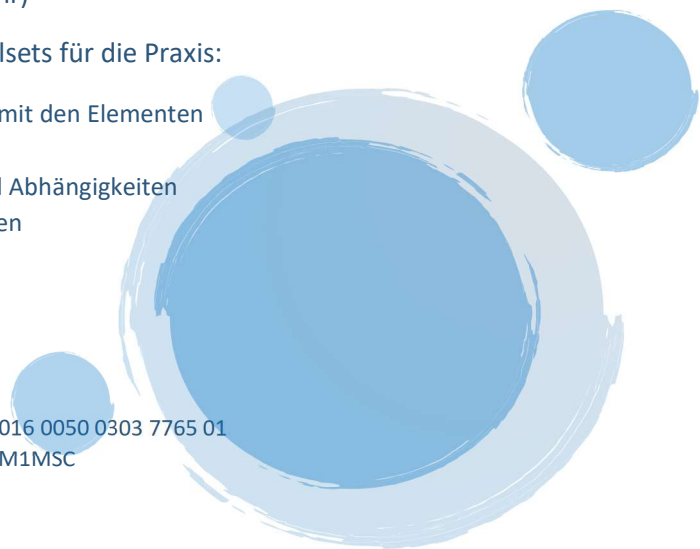 lsets für die Praxis:
mit den Elementen
Abhängigkeiten
en
016 0050 0303 7765 01
M1MSC